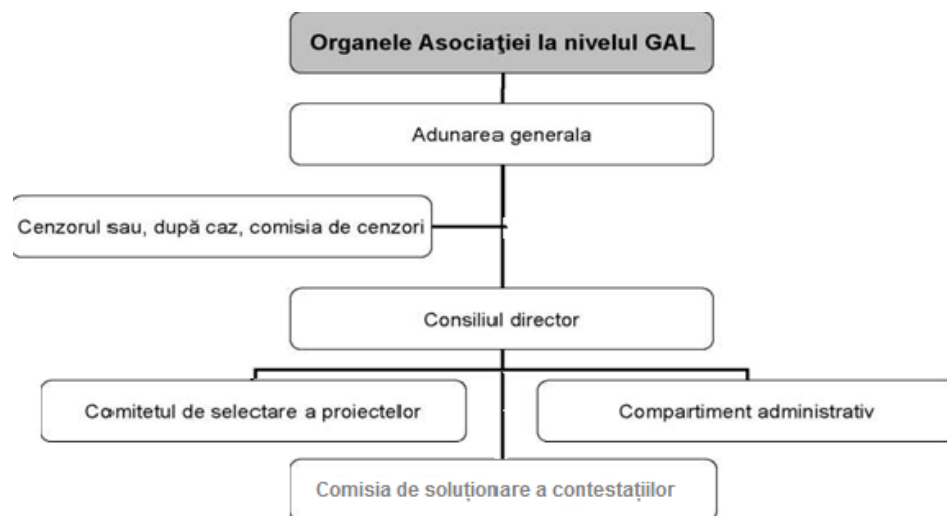 Organele Asociaţiei la nivelul GAL
Adunarea generala
Cenzorul sau, după caz, comisia de cenzori
Consiliul director
Comitetul de selectare a proiectelor
Compartiment administrativ
Comisia de soluționare a contestațiilor